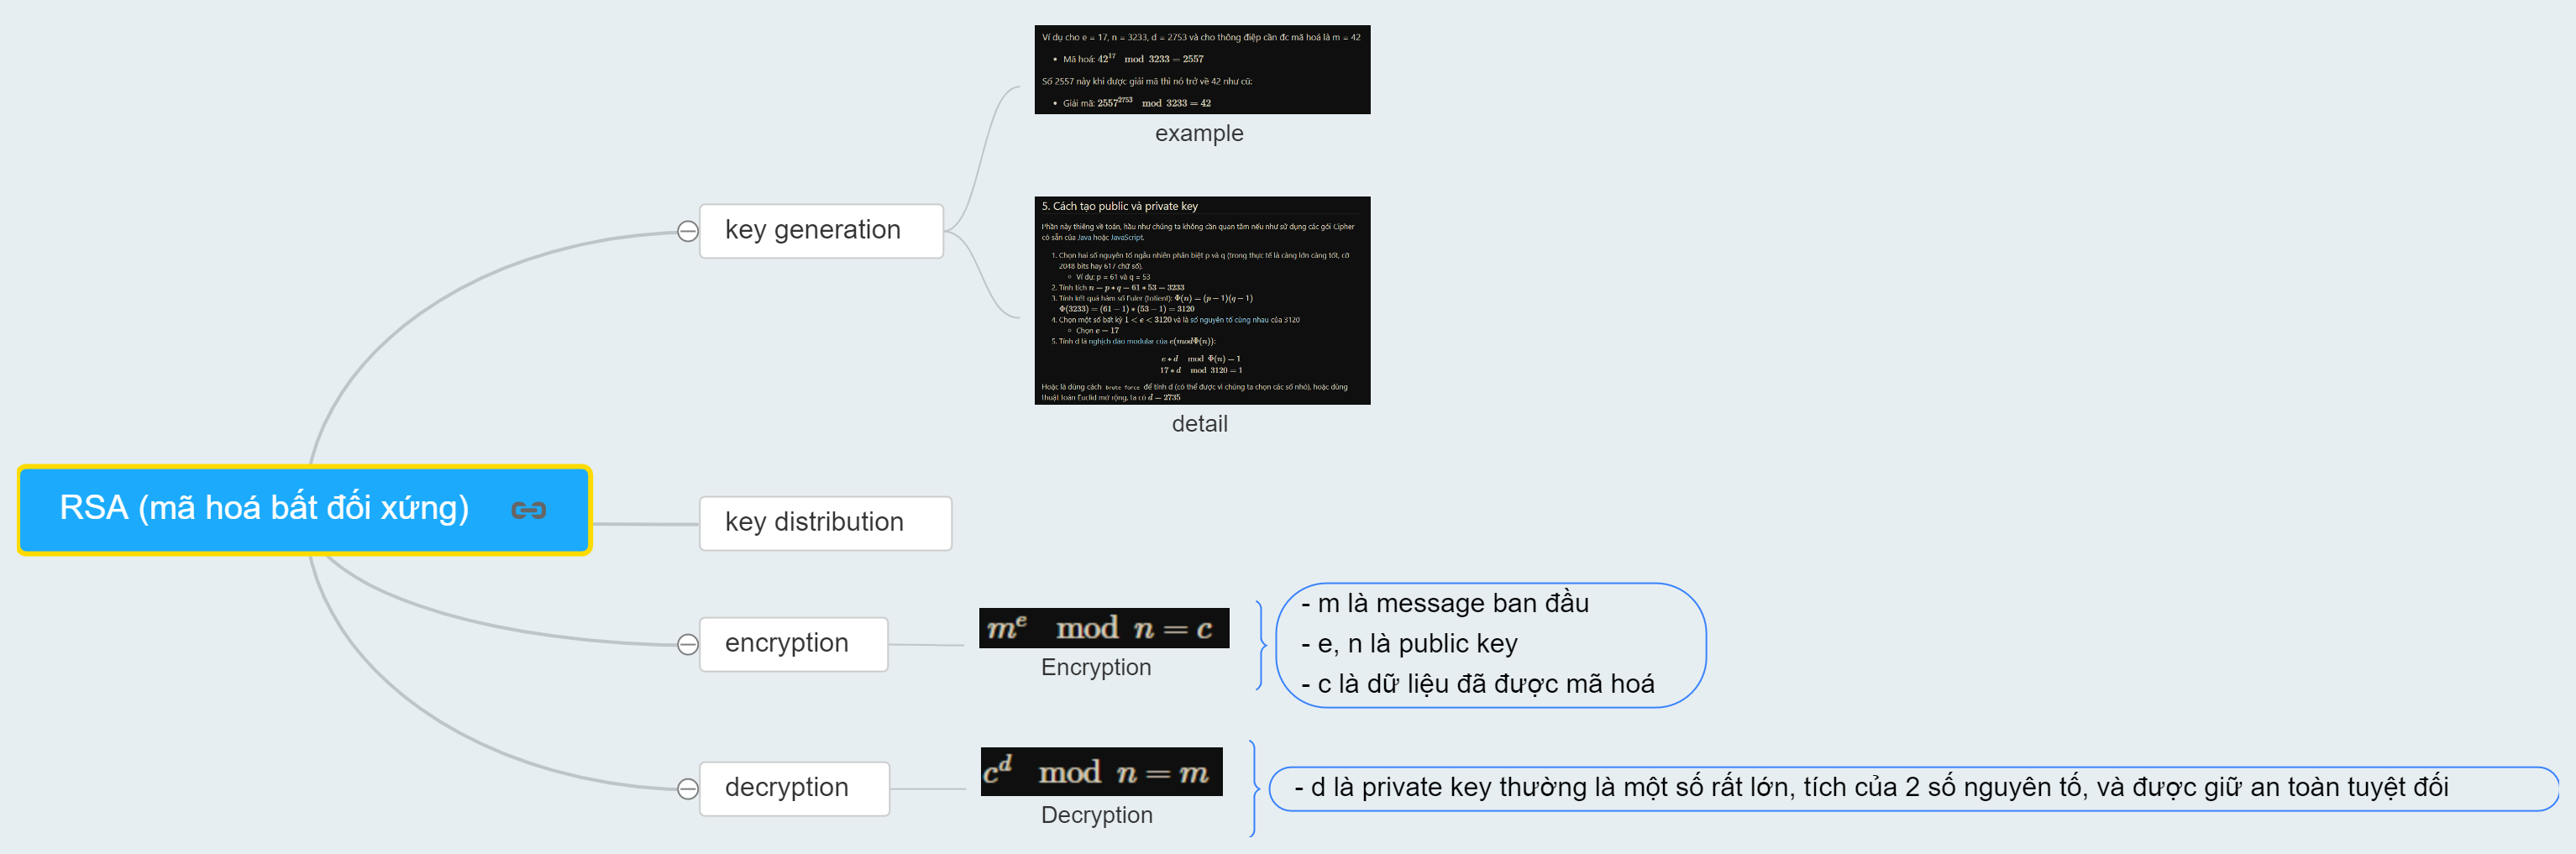 Ví dụ cho e = 17, n = 3233, d = 2753 và cho thông điệp cần đc mã hoá là m = 42
• Mã hoá: 42^17 mod 3233 = 2557
Số 2557 này khi được giải mã thì nó trở về 42 như cũ:
• Giải mã: 2557^2753 mod 3233 = 42
example
key generation
5. Cách tạo public và private key
Phần này thiêng về toán, hầu như chúng ta không cần quan tâm nếu như sử dụng các gói Cipher
có sẵn của Java hoặc JavaScript.
1. Chọn hai số nguyên tố ngẫu nhiên phân biệt p và q (trong thực tế là càng lớn càng tốt, cỡ
2048 bits hay 617 chữ số).
○ Ví dụ: p = 61 và q = 53
2. Tính tích n = p * q = 61 * 53 = 3233
3. Tính kết quả hàm số Euler (totient): Φ(n) = (p − 1)(q − 1)
Φ(3233) = (61 − 1) * (53 − 1) = 3120
4. Chọn một số bất kỳ 1 < e < 3120 và là số nguyên tố cùng nhau của 3120
○ Chọn e = 17
5. Tính d là nghịch đảo modular của e(modΦ(n)):
e * d mod Φ(n) = 1
17 * d mod 3120 = 1
Hoặc là dùng cách brute force để tính d (có thể được vì chúng ta chọn các số nhỏ), hoặc dùng
thuật toán Euclid mở rộng, ta có d = 2735
detail
RSA (mã hoá bất đối xứng)
key distribution
encryption
m^e mod n = c
Encryption
- m là message ban đầu
- e, n là public key
- c là dữ liệu đã được mã hoá
decryption
c^d mod n = m
Decryption
- d là private key thường là một số rất lớn, tích của 2 số nguyên tố, và được giữ an toàn tuyệt đối